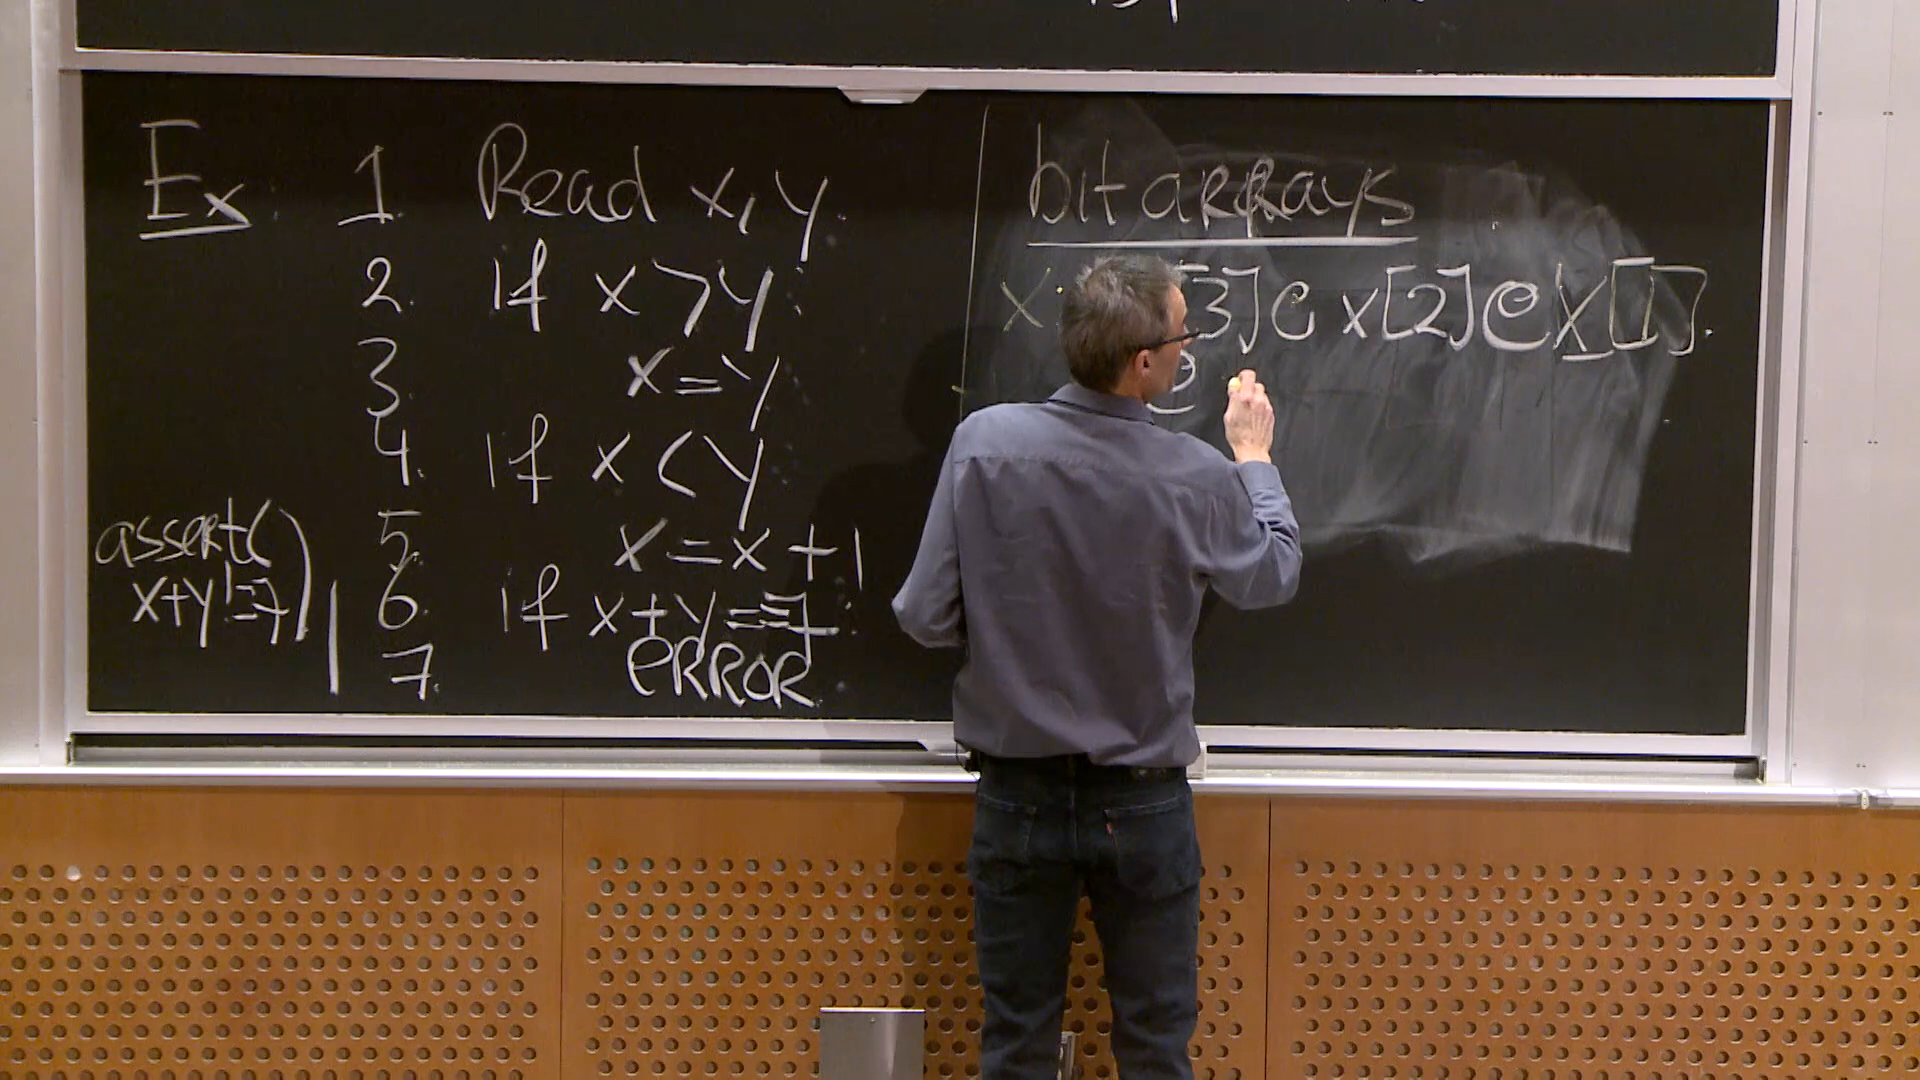 Ex 1. Read x, y
2. If x > y:
3. x = y
4. If x < y
5. x = x + 1
6. If x + y == 7:
7. ERROR
assert(
x+y != 7)
bit arrays
x [3] @ x[2] @ x[1].